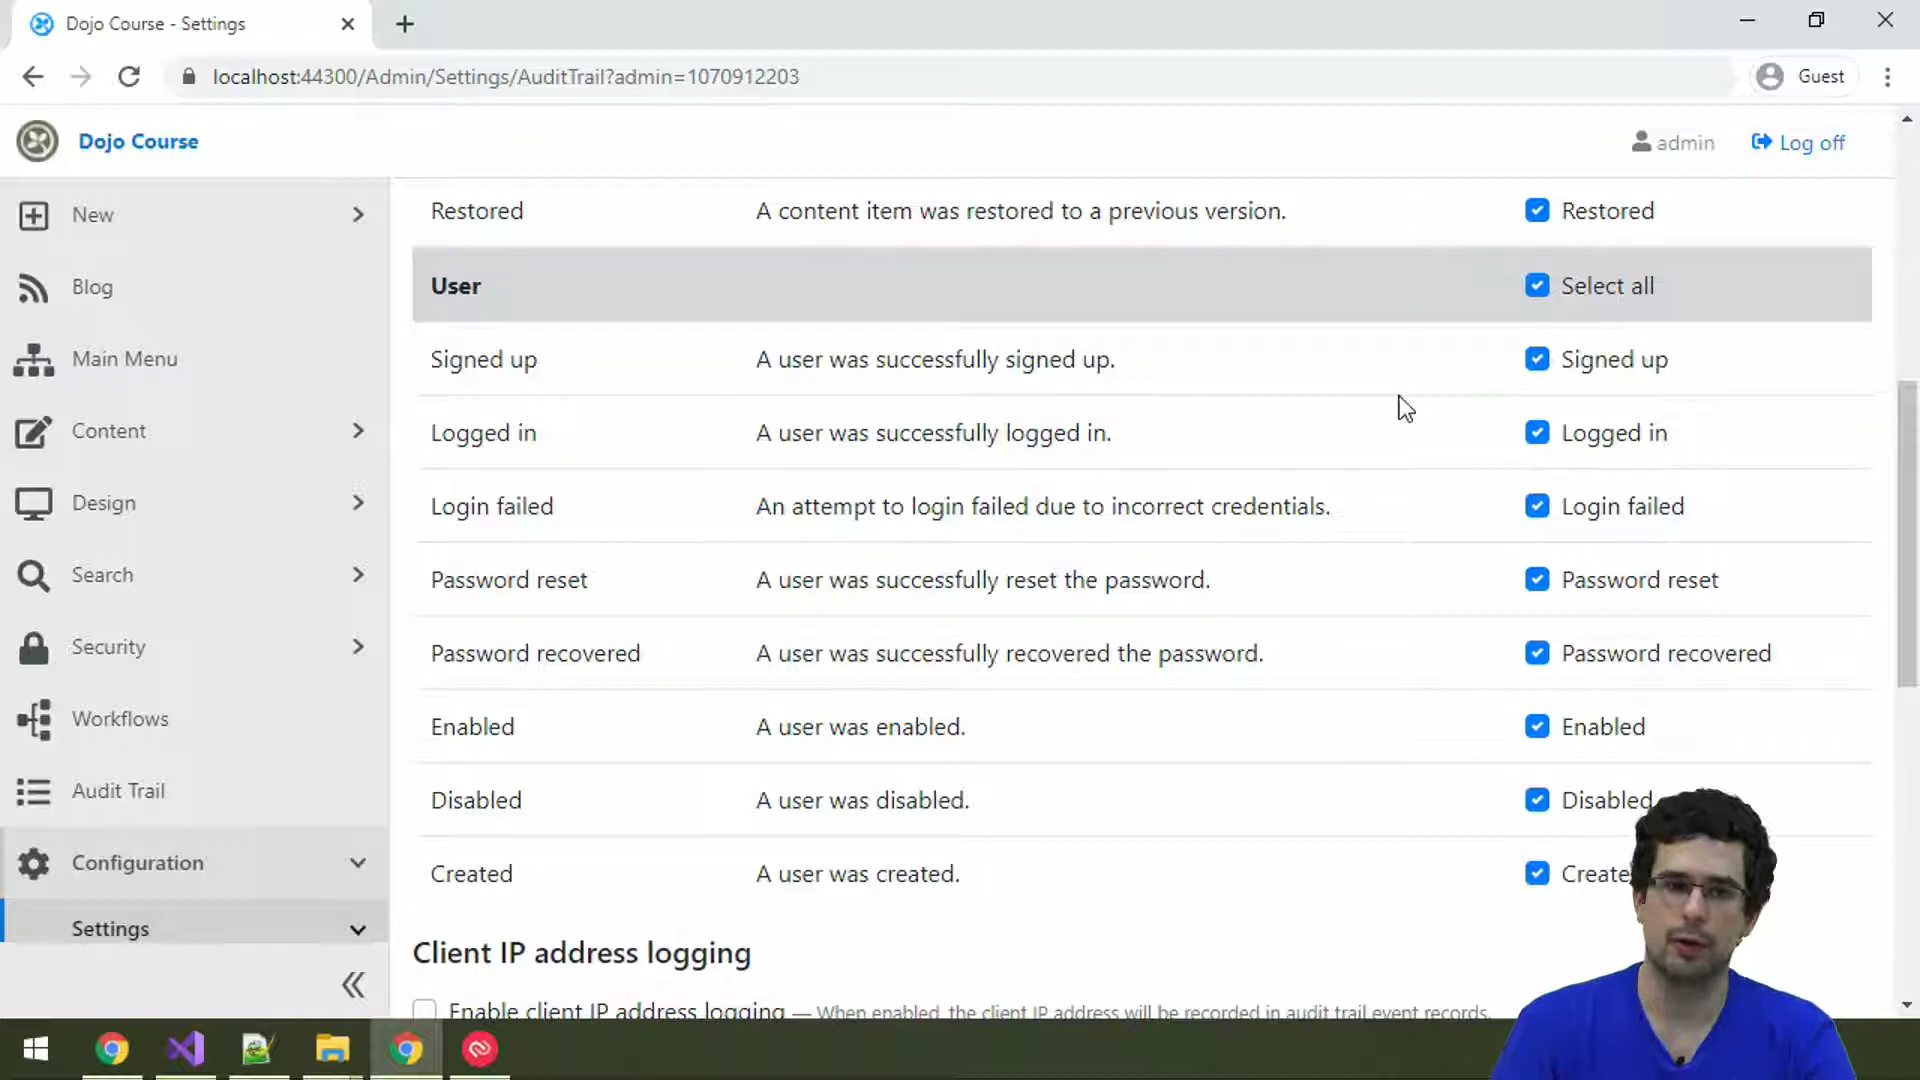 Dojo Course - Settings
localhost:44300/Admin/Settings/AuditTrail?admin=1070912203
Guest
Dojo Course
admin
Log off
New
Blog
Main Menu
Content
Design
Search
Security
Workflows
Audit Trail
Configuration
Settings
Restored A content item was restored to a previous version. Restored
User Select all
Signed up A user was successfully signed up. Signed up
Logged in A user was successfully logged in. Logged in
Login failed An attempt to login failed due to incorrect credentials. Login failed
Password reset A user was successfully reset the password. Password reset
Password recovered A user was successfully recovered the password. Password recovered
Enabled A user was enabled. Enabled
Disabled A user was disabled. Disabled
Created A user was created. Create
Client IP address logging
Enable client IP address logging — When enabled, the client IP address will be recorded in audit trail event records.